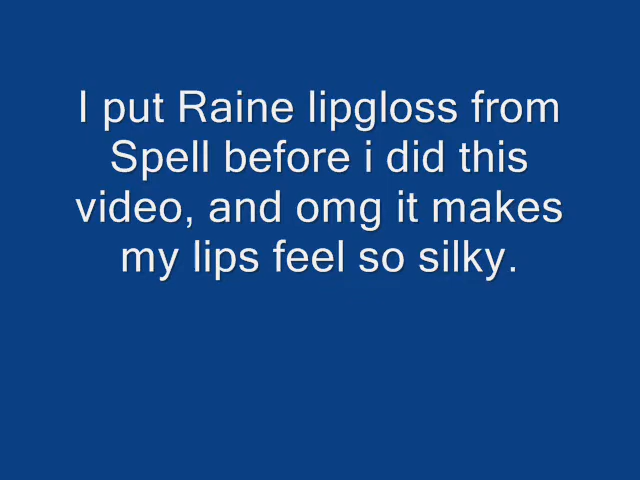 I put Raine lipgloss from
Spell before i did this
video, and omg it makes
my lips feel so silky.